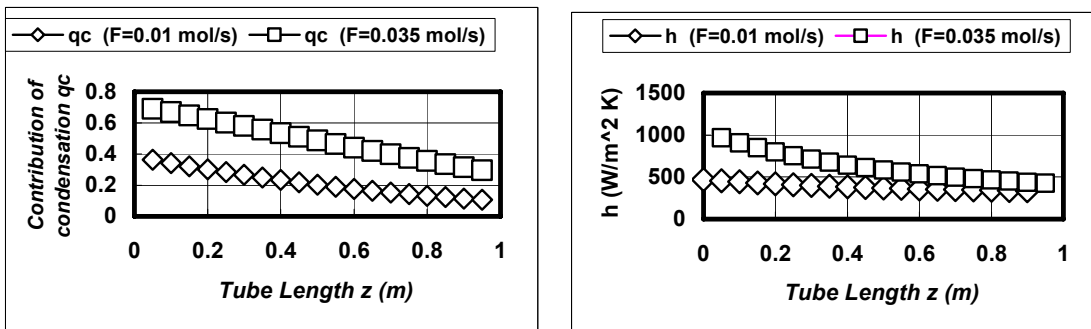 qc (F=0.01 mol/s) qc (F=0.035 mol/s)
Contribution of
condensation qc
0.8
0.6
0.4
0.2
0
0 0.2 0.4 0.6 0.8 1
Tube Length z (m)
h (F=0.01 mol/s) h (F=0.035 mol/s)
h (W/m^2 K)
1500
1000
500
0
0 0.2 0.4 0.6 0.8 1
Tube Length z (m)